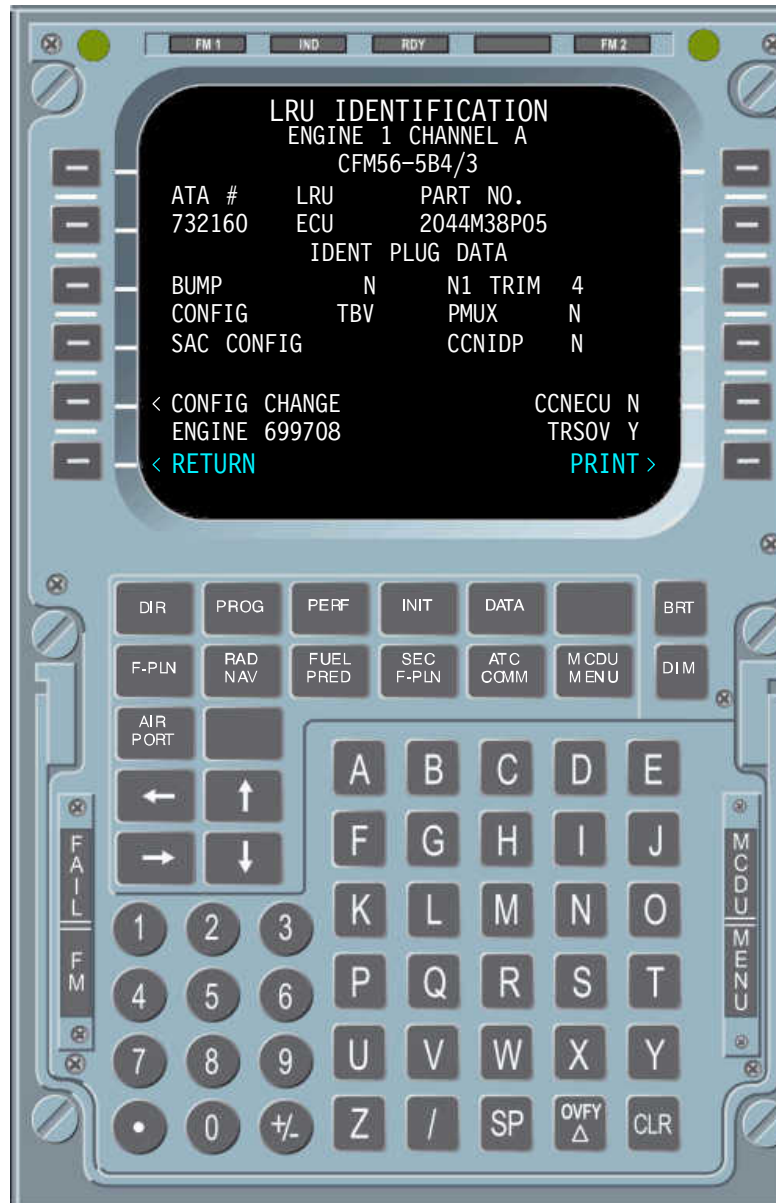 FM 1 IND RDY FM 2
LRU IDENTIFICATION
ENGINE 1 CHANNEL A
CFM56-5B4/3
ATA # LRU PART NO.
732160 ECU 2044M38P05
IDENT PLUG DATA
BUMP N N1 TRIM 4
CONFIG TBV PMUX N
SAC CONFIG CCNIDP N
< CONFIG CHANGE CCNECU N
ENGINE 699708 TRSOV Y
< RETURN PRINT >
DIR PROG PERF INIT DATA BRT
F-PLN RAD NAV FUEL PRED SEC F-PLN ATC COMM MCDU MENU DIM
AIR PORT
← ↑
→ ↓
A B C D E
F G H I J
K L M N O
P Q R S T
U V W X Y
Z / SP OVFY Δ CLR
1 2 3
4 5 6
7 8 9
• 0 +/-
FAIL
FM
MCDU
MENU